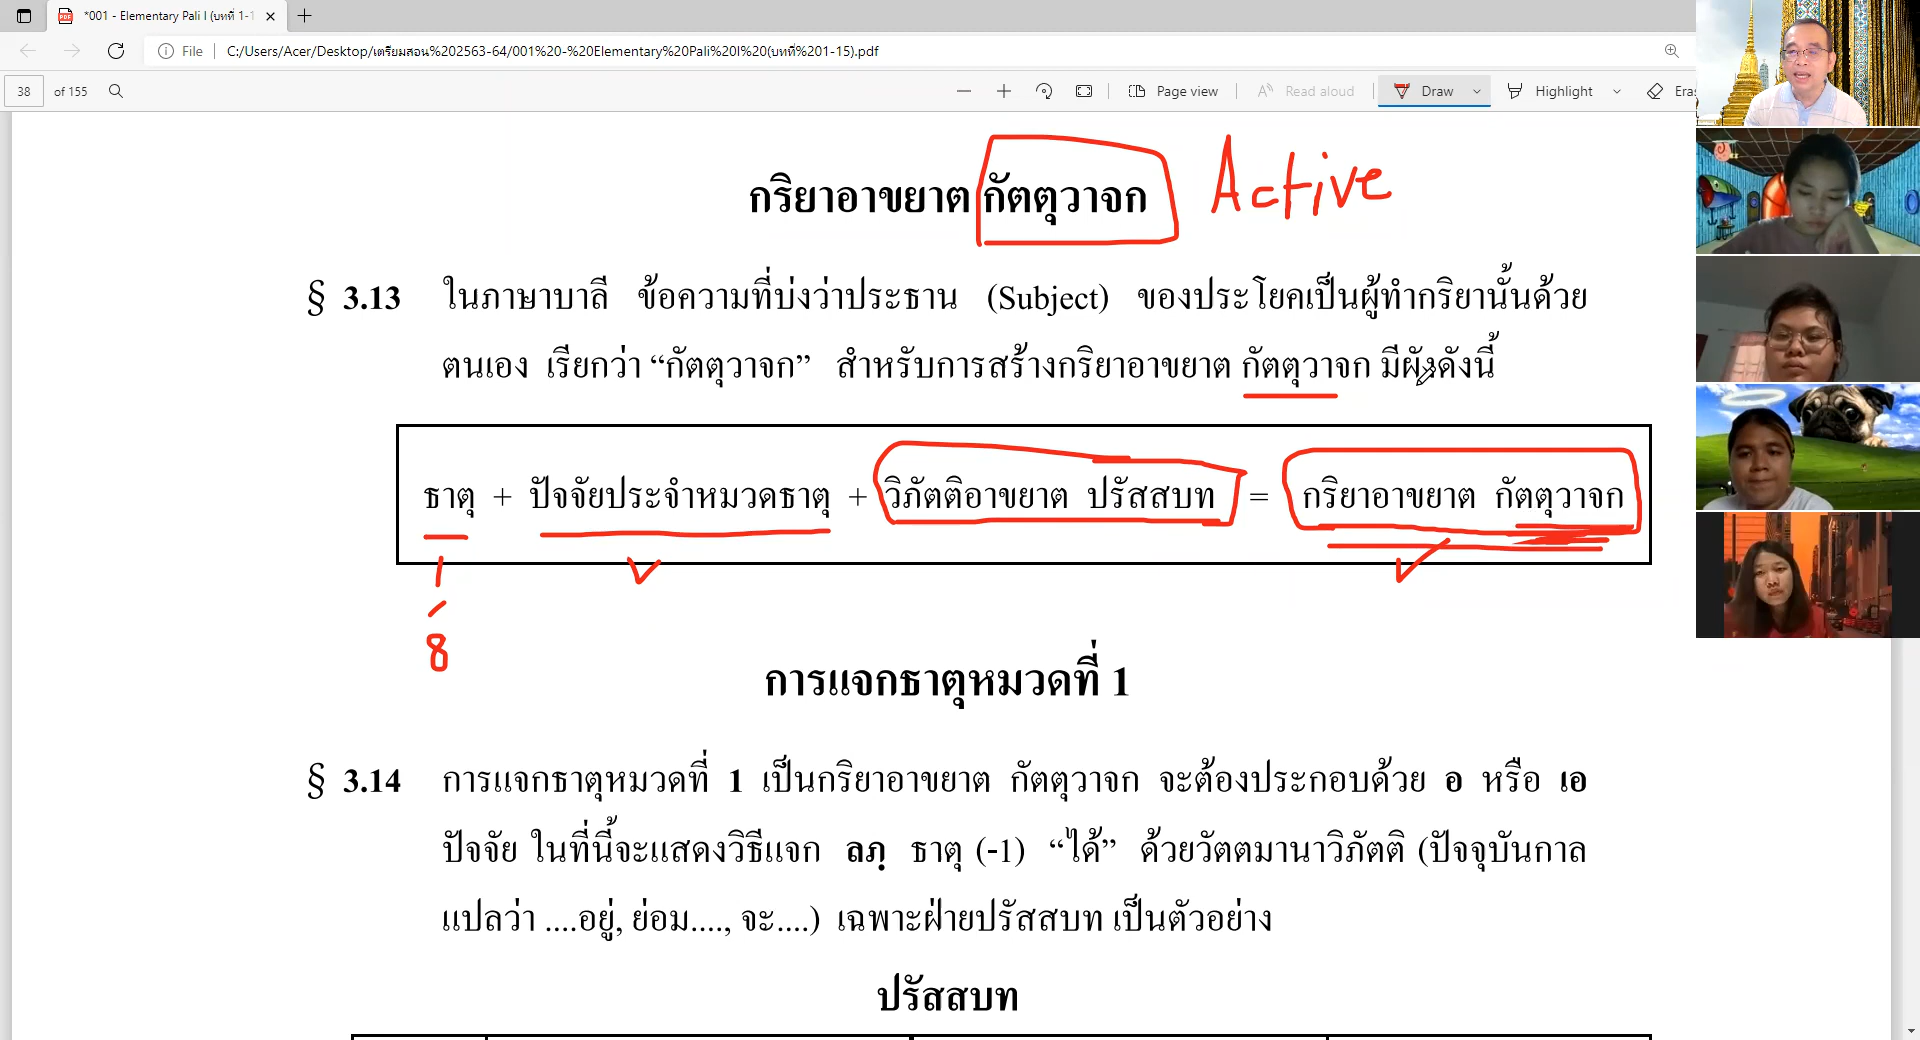 *001 - Elementary Pali I (บทที่ 1-1
File
C:/Users/Acer/Desktop/เตรียมสอน%202563-64/001%20-%20Elementary%20Pali%20I%20(บทที่%201-15).pdf
38 of 155
Page view
Read aloud
Draw
Highlight
Eras
กริยาอาขยาต กัตตุวาจก Active
§ 3.13 ในภาษาบาลี ข้อความที่บ่งว่าประธาน (Subject) ของประโยคเป็นผู้ทำกริยานั้นด้วย
ตนเอง เรียกว่า “กัตตุวาจก” สำหรับการสร้างกริยาอาขยาต กัตตุวาจก มีผังดังนี้
ธาตุ + ปัจจัยประจำหมวดธาตุ + วิภัตติอาขยาต ปรัสสบท = กริยาอาขยาต กัตตุวาจก
8
การแจกธาตุหมวดที่ 1
§ 3.14 การแจกธาตุหมวดที่ 1 เป็นกริยาอาขยาต กัตตุวาจก จะต้องประกอบด้วย อ หรือ เอ
ปัจจัย ในที่นี้จะแสดงวิธีแจก ลภฺ ธาตุ (-1) “ได้” ด้วยวัตตมานาวิภัตติ (ปัจจุบันกาล
แปลว่า ....อยู่, ย่อม...., จะ....) เฉพาะฝ่ายปรัสสบท เป็นตัวอย่าง
ปรัสสบท